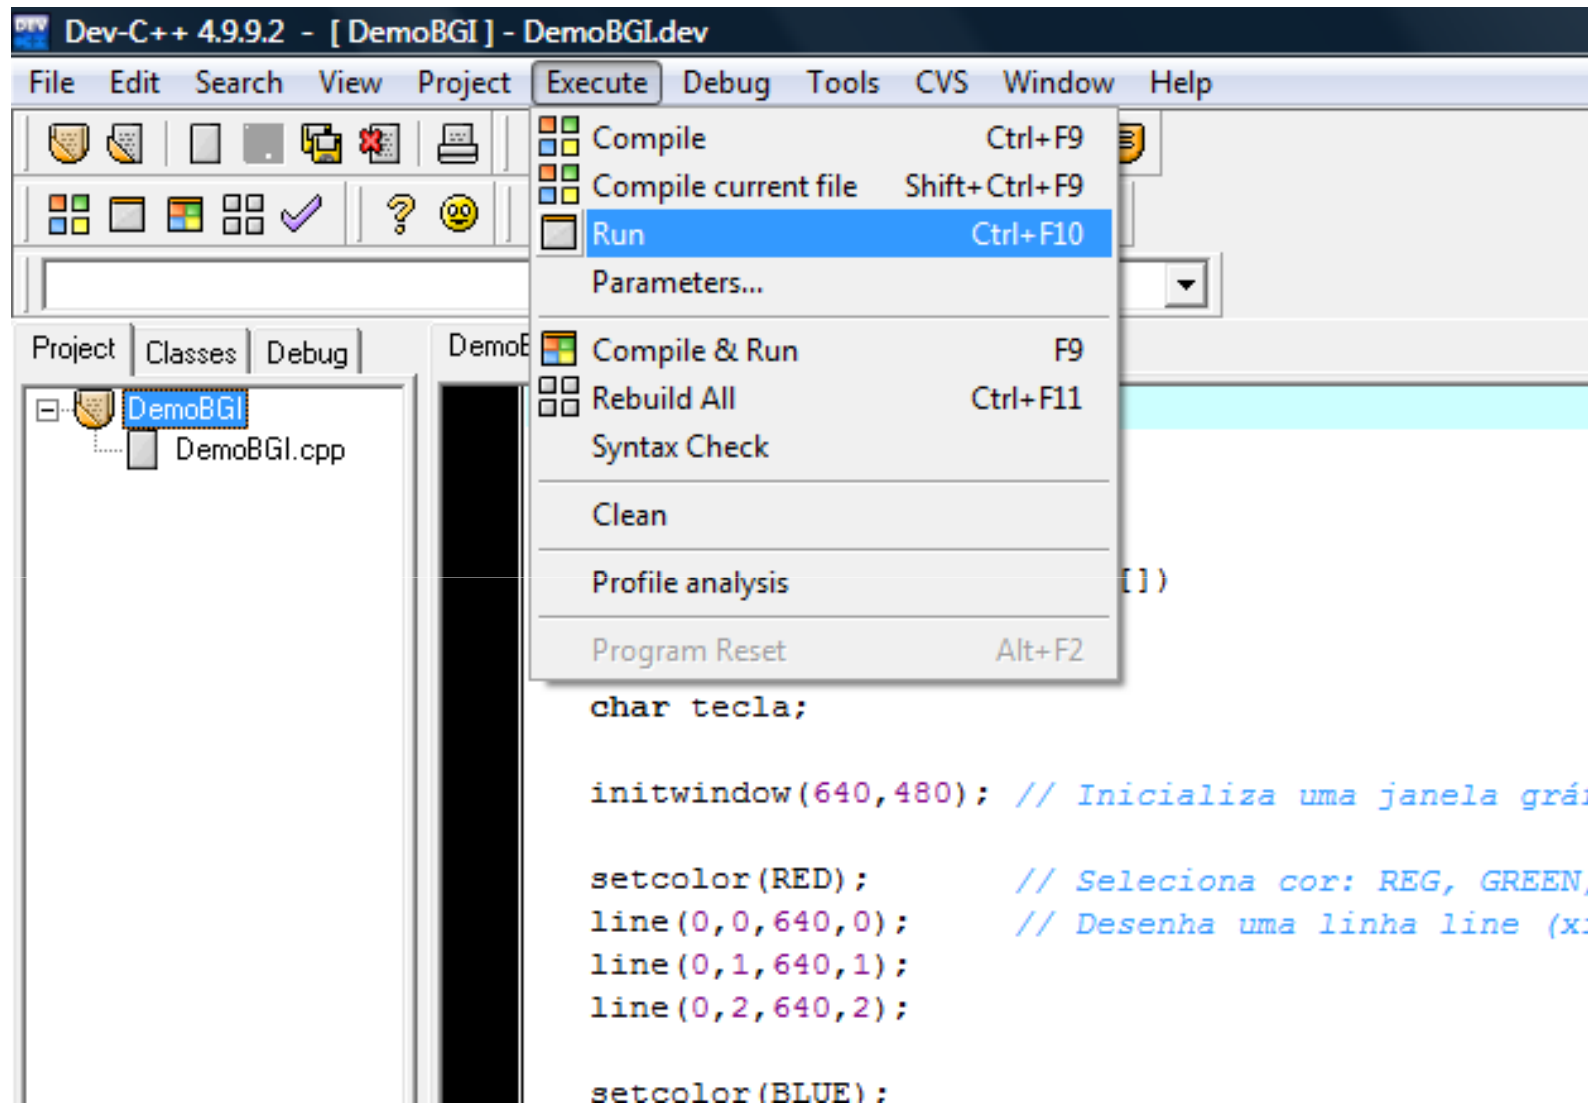 Dev-C++ 4.9.9.2 - [ DemoBGI ] - DemoBGI.dev
File Edit Search View Project Execute Debug Tools CVS Window Help
Compile Ctrl+F9
Compile current file Shift+Ctrl+F9
Run Ctrl+F10
Parameters...
Compile & Run F9
Rebuild All Ctrl+F11
Syntax Check
Clean
Profile analysis
Program Reset Alt+F2
Project Classes Debug
DemoBGI
DemoBGI.cpp
[])
char tecla;
initwindow(640,480); // Inicializa uma janela
setcolor(RED); // Seleciona cor: REG, GREEN,
line(0,0,640,0); // Desenha uma linha line
line(0,1,640,1);
line(0,2,640,2);
setcolor(BLUE);